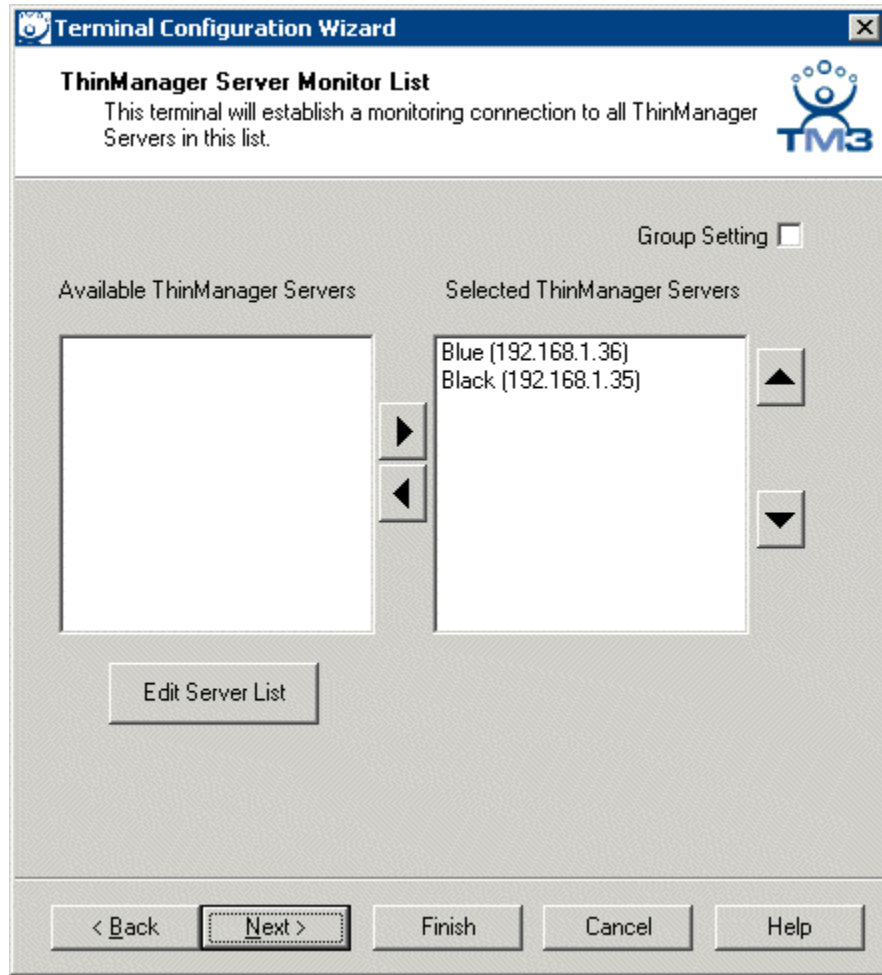 Terminal Configuration Wizard
ThinManager Server Monitor List
This terminal will establish a monitoring connection to all ThinManager
Servers in this list.
TM3
Group Setting
Available ThinManager Servers
Selected ThinManager Servers
Blue (192.168.1.36)
Black (192.168.1.35)
Edit Server List
< Back
Next >
Finish
Cancel
Help